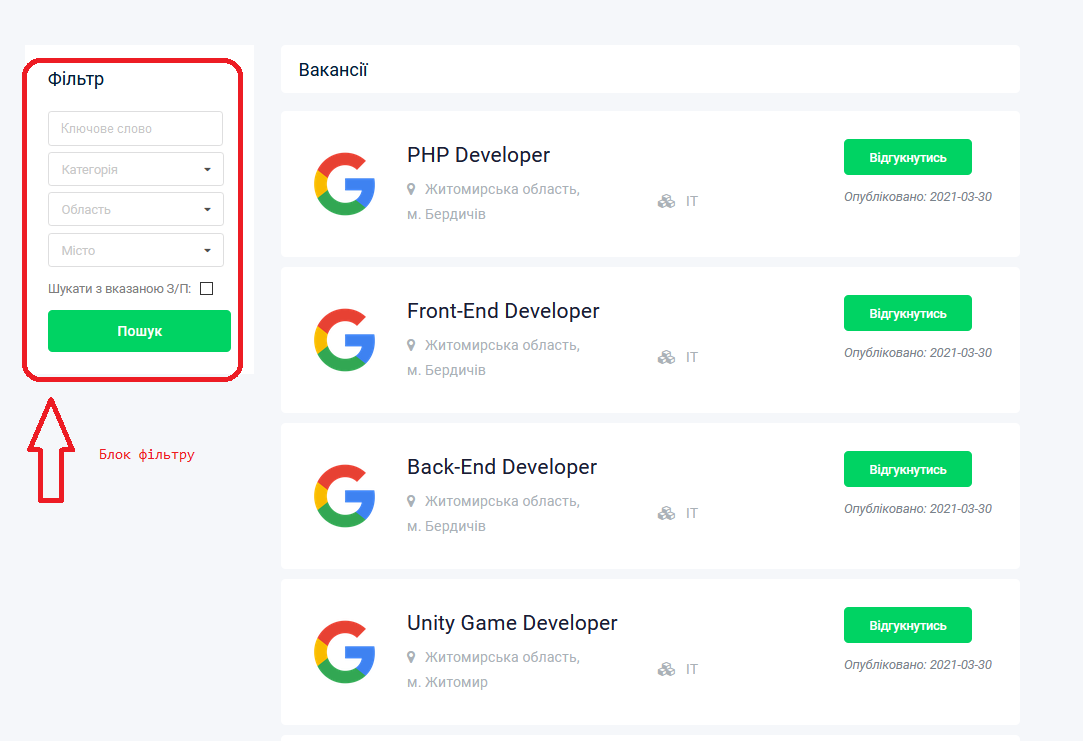 Фільтр
Ключове слово
Категорія
Область
Місто
Шукати з вказаною З/П:
Пошук
Блок фільтру
Вакансії
PHP Developer
Житомирська область,
м. Бердичів
IT
Відгукнутись
Опубліковано: 2021-03-30
Front-End Developer
Житомирська область,
м. Бердичів
IT
Відгукнутись
Опубліковано: 2021-03-30
Back-End Developer
Житомирська область,
м. Бердичів
IT
Відгукнутись
Опубліковано: 2021-03-30
Unity Game Developer
Житомирська область,
м. Житомир
IT
Відгукнутись
Опубліковано: 2021-03-30